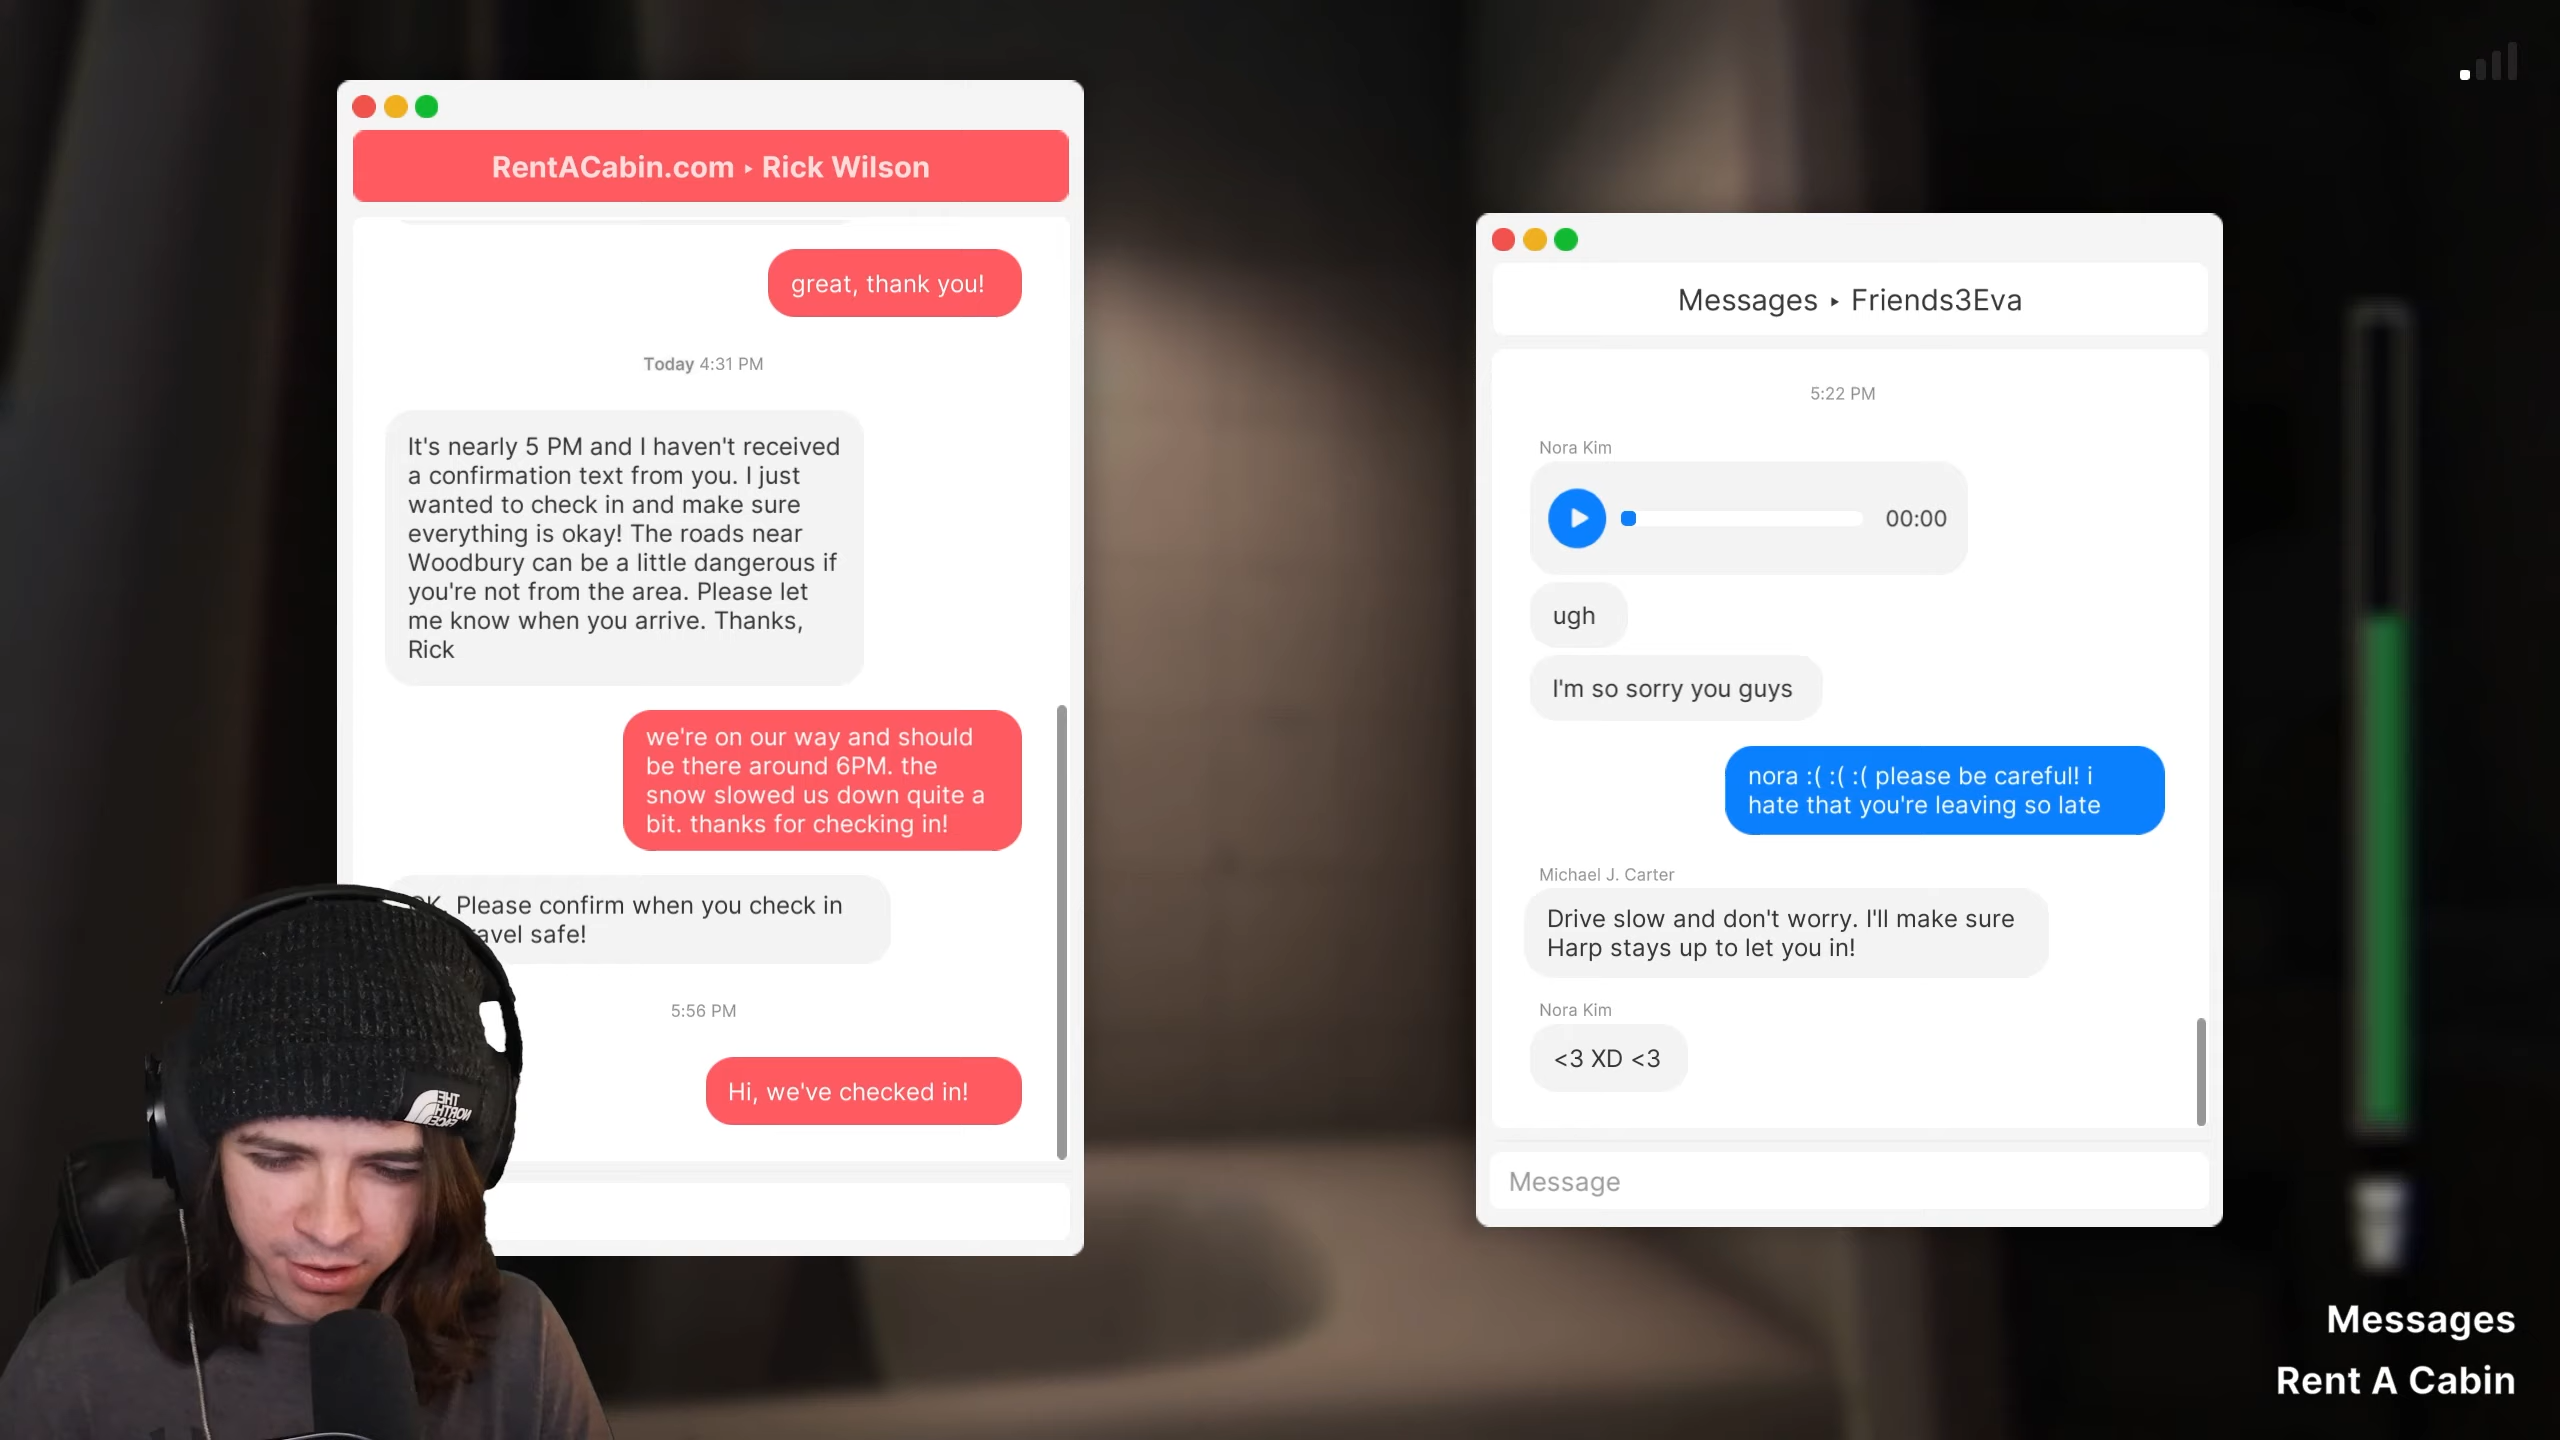 RentACabin.com ▸ Rick Wilson
great, thank you!
Today 4:31 PM
It's nearly 5 PM and I haven't received
a confirmation text from you. I just
wanted to check in and make sure
everything is okay! The roads near
Woodbury can be a little dangerous if
you're not from the area. Please let
me know when you arrive. Thanks,
Rick
we're on our way and should
be there around 6PM. the
snow slowed us down quite a
bit. thanks for checking in!
OK. Please confirm when you check in
ravel safe!
5:56 PM
Hi, we've checked in!
THE
NORTH
FACE
Messages ▸ Friends3Eva
5:22 PM
Nora Kim
00:00
ugh
I'm so sorry you guys
nora :( :( :( please be careful! i
hate that you're leaving so late
Michael J. Carter
Drive slow and don't worry. I'll make sure
Harp stays up to let you in!
Nora Kim
<3 XD <3
Message
Messages
Rent A Cabin